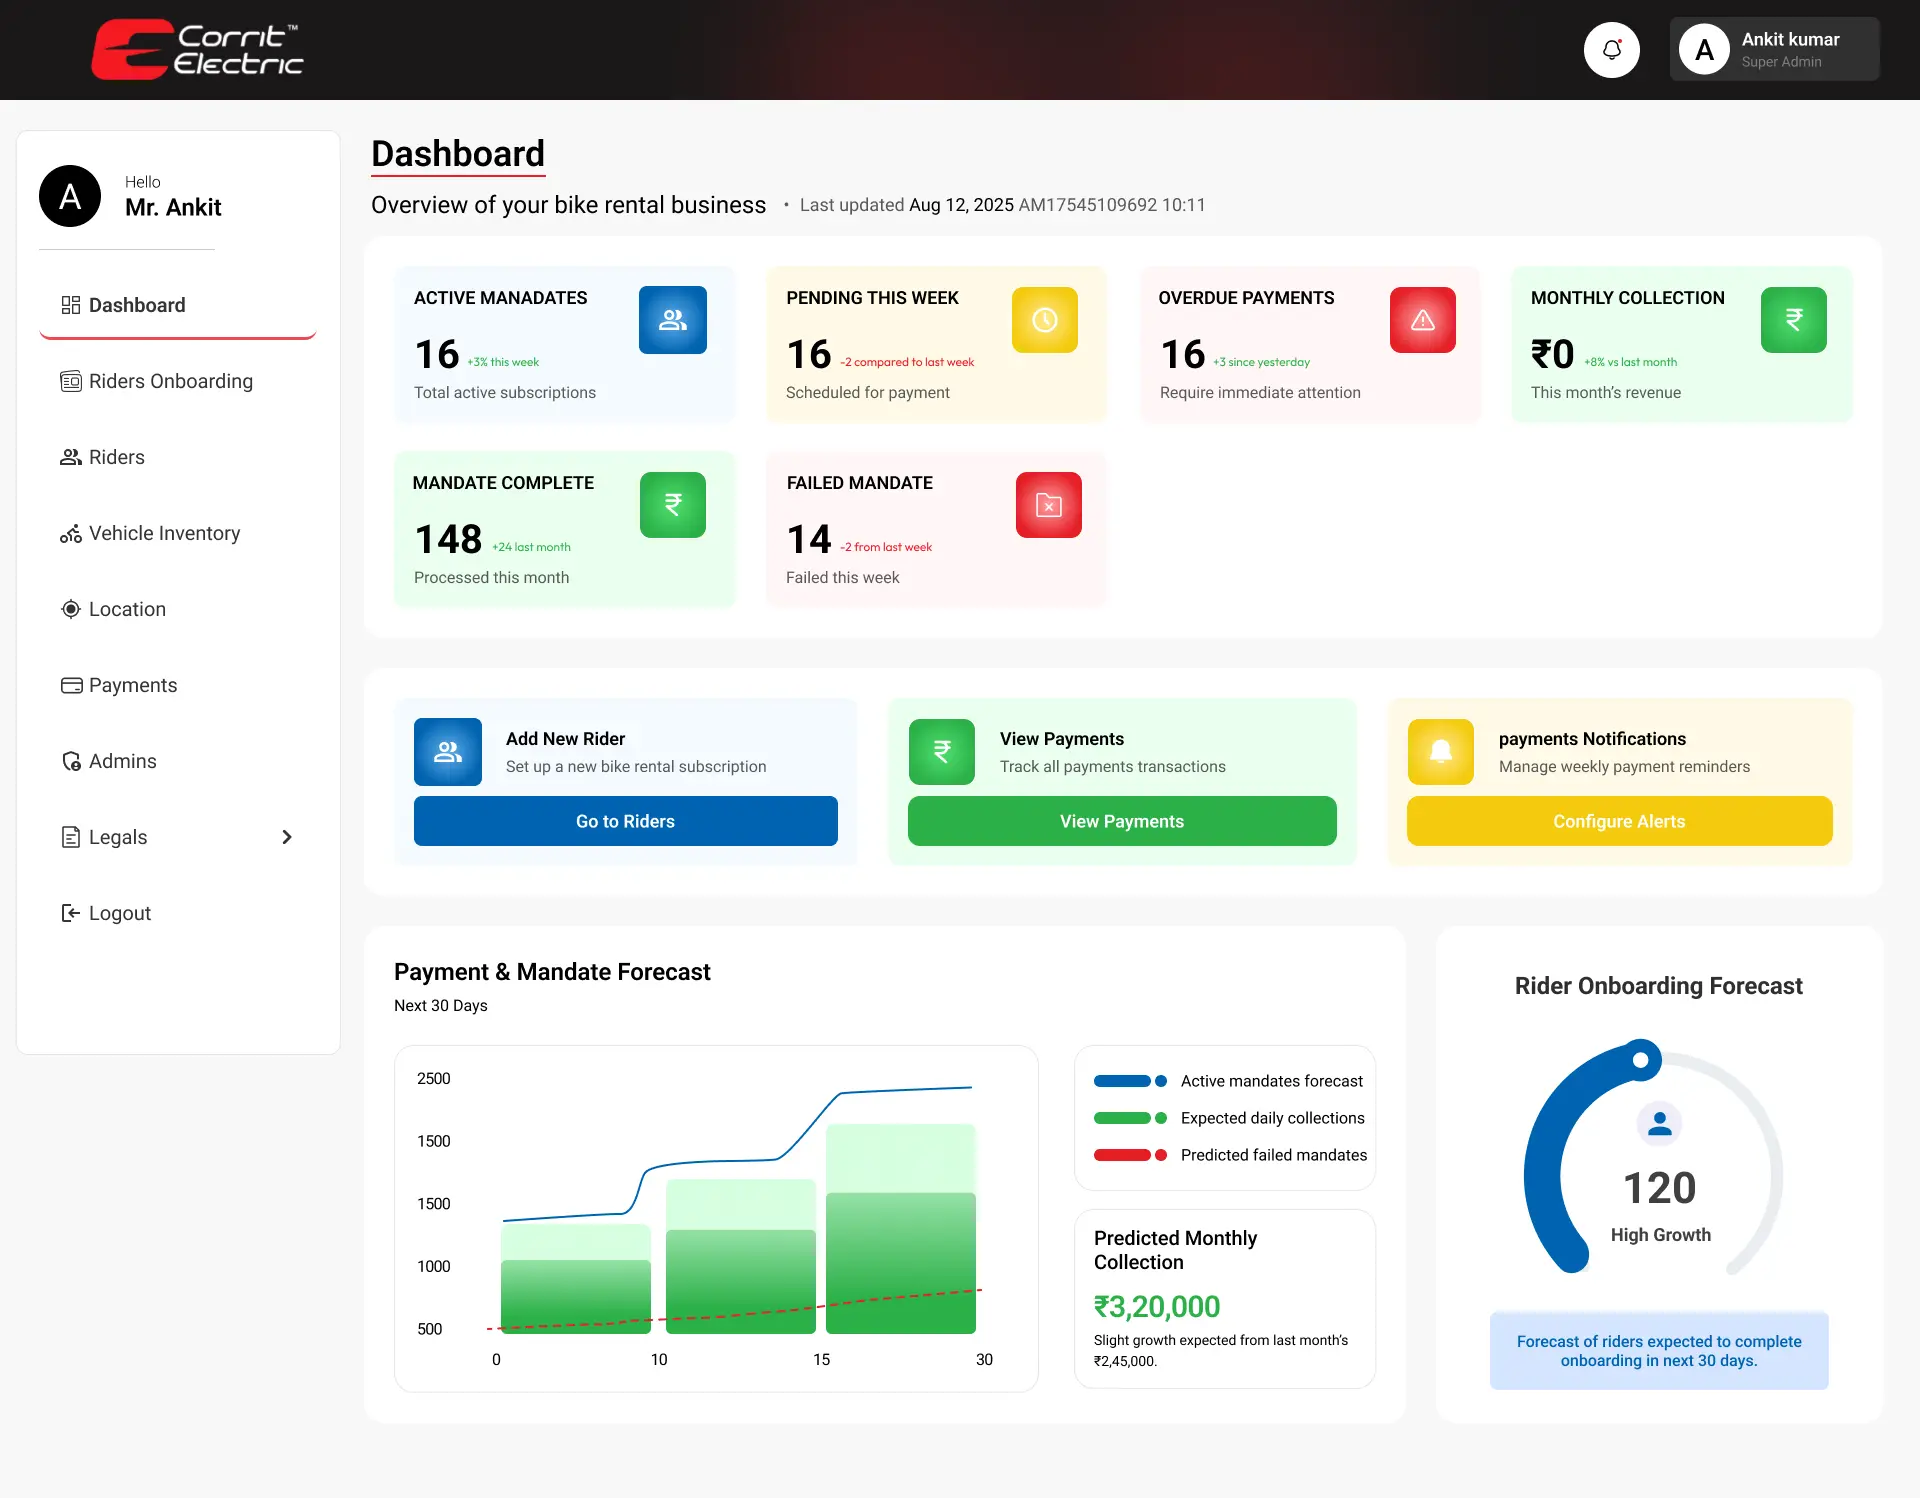 Corrit™
Electric
A
Ankit kumar
Super Admin
A
Hello
Mr. Ankit
Dashboard
Riders Onboarding
Riders
Vehicle Inventory
Location
Payments
Admins
Legals
Logout
Dashboard
Overview of your bike rental business • Last updated Aug 12, 2025 AM17545109692 10:11
ACTIVE MANADATES
16 +3% this week
Total active subscriptions
PENDING THIS WEEK
16 -2 compared to last week
Scheduled for payment
OVERDUE PAYMENTS
16 +3 since yesterday
Require immediate attention
MONTHLY COLLECTION
₹0 +8% vs last month
This month’s revenue
₹
MANDATE COMPLETE
148 +24 last month
Processed this month
₹
FAILED MANDATE
14 -2 from last week
Failed this week
Add New Rider
Set up a new bike rental subscription
Go to Riders
₹
View Payments
Track all payments transactions
View Payments
payments Notifications
Manage weekly payment reminders
Configure Alerts
Payment & Mandate Forecast
Next 30 Days
2500
1500
1500
1000
500
0 10 15 30
Active mandates forecast
Expected daily collections
Predicted failed mandates
Predicted Monthly
Collection
₹3,20,000
Slight growth expected from last month’s
₹2,45,000.
Rider Onboarding Forecast
120
High Growth
Forecast of riders expected to complete
onboarding in next 30 days.